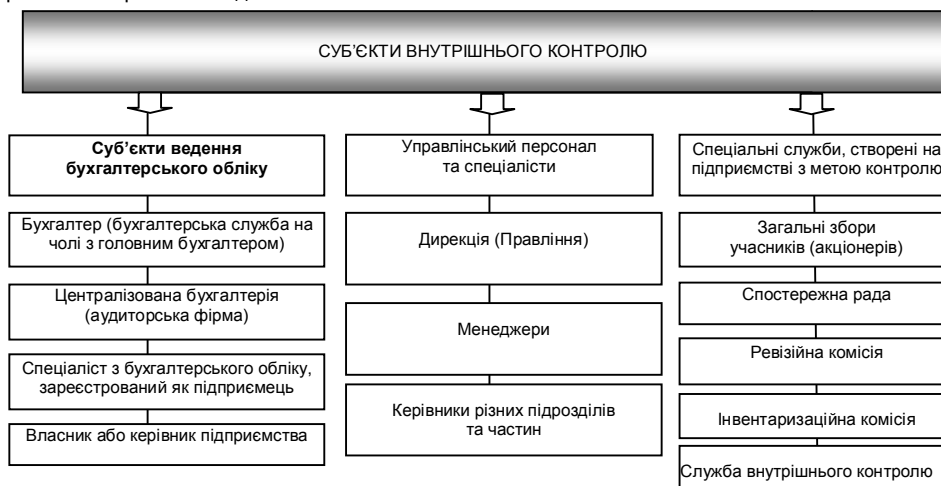 СУБ’ЄКТИ ВНУТРІШНЬОГО КОНТРОЛЮ
Суб’єкти ведення
бухгалтерського обліку
Бухгалтер (бухгалтерська служба на
чолі з головним бухгалтером)
Централізована бухгалтерія
(аудиторська фірма)
Спеціаліст з бухгалтерського обліку,
зареєстрований як підприємець
Власник або керівник підприємства
Управлінський персонал
та спеціалісти
Дирекція (Правління)
Менеджери
Керівники різних підрозділів
та частин
Спеціальні служби, створені на
підприємстві з метою контролю
Загальні збори
учасників (акціонерів)
Спостережна рада
Ревізійна комісія
Інвентаризаційна комісія
Служба внутрішнього контролю